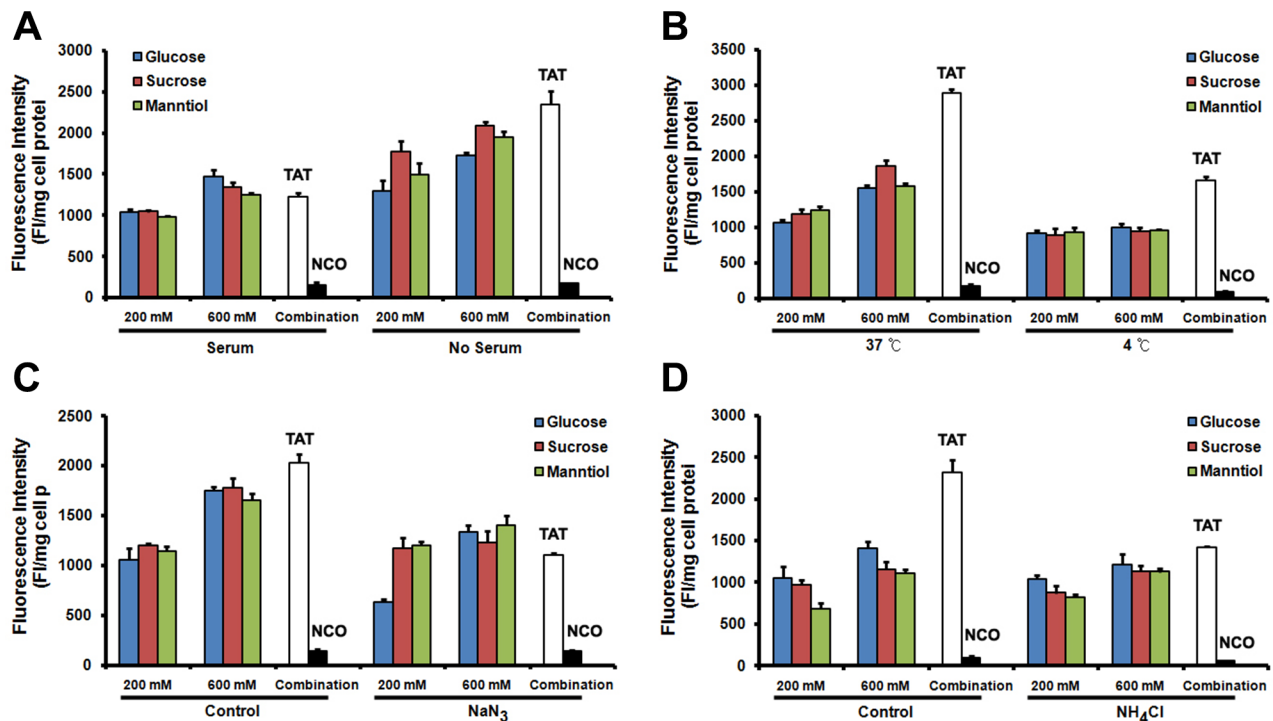 A
Fluorescence Intensity
(FI/mg cell protei
3000
2500
2000
1500
1000
500
0
Glucose
Sucrose
Manntiol
TAT
NCO
TAT
NCO
200 mM 600 mM Combination 200 mM 600 mM Combination
Serum No Serum
B
Fluorescence Intensity
(FI/mg cell protei
3500
3000
2500
2000
1500
1000
500
0
Glucose
Sucrose
Manntiol
TAT
NCO
TAT
NCO
200 mM 600 mM Combination 200 mM 600 mM Combination
37 ℃ 4 ℃
C
Fluorescence Intensity
(FI/mg cell p
2500
2000
1500
1000
500
0
Glucose
Sucrose
Manntiol
TAT
NCO
TAT
NCO
200 mM 600 mM Combination 200 mM 600 mM Combination
Control NaN3
D
Fluorescence Intensity
(FI/mg cell protei
3000
2500
2000
1500
1000
500
0
Glucose
Sucrose
Manntiol
TAT
NCO
TAT
NCO
200 mM 600 mM Combination 200 mM 600 mM Combination
Control NH4Cl